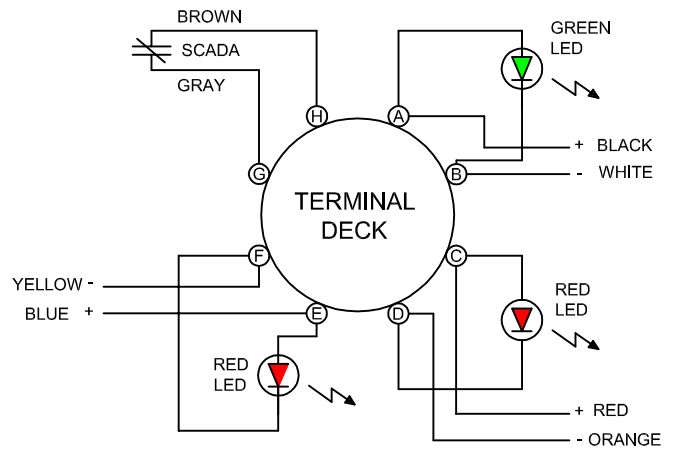 BROWN
SCADA
GRAY
GREEN
LED
H
A
+ BLACK
G
B
- WHITE
TERMINAL
DECK
F
C
YELLOW -
BLUE +
E
D
RED
LED
RED
LED
+ RED
- ORANGE